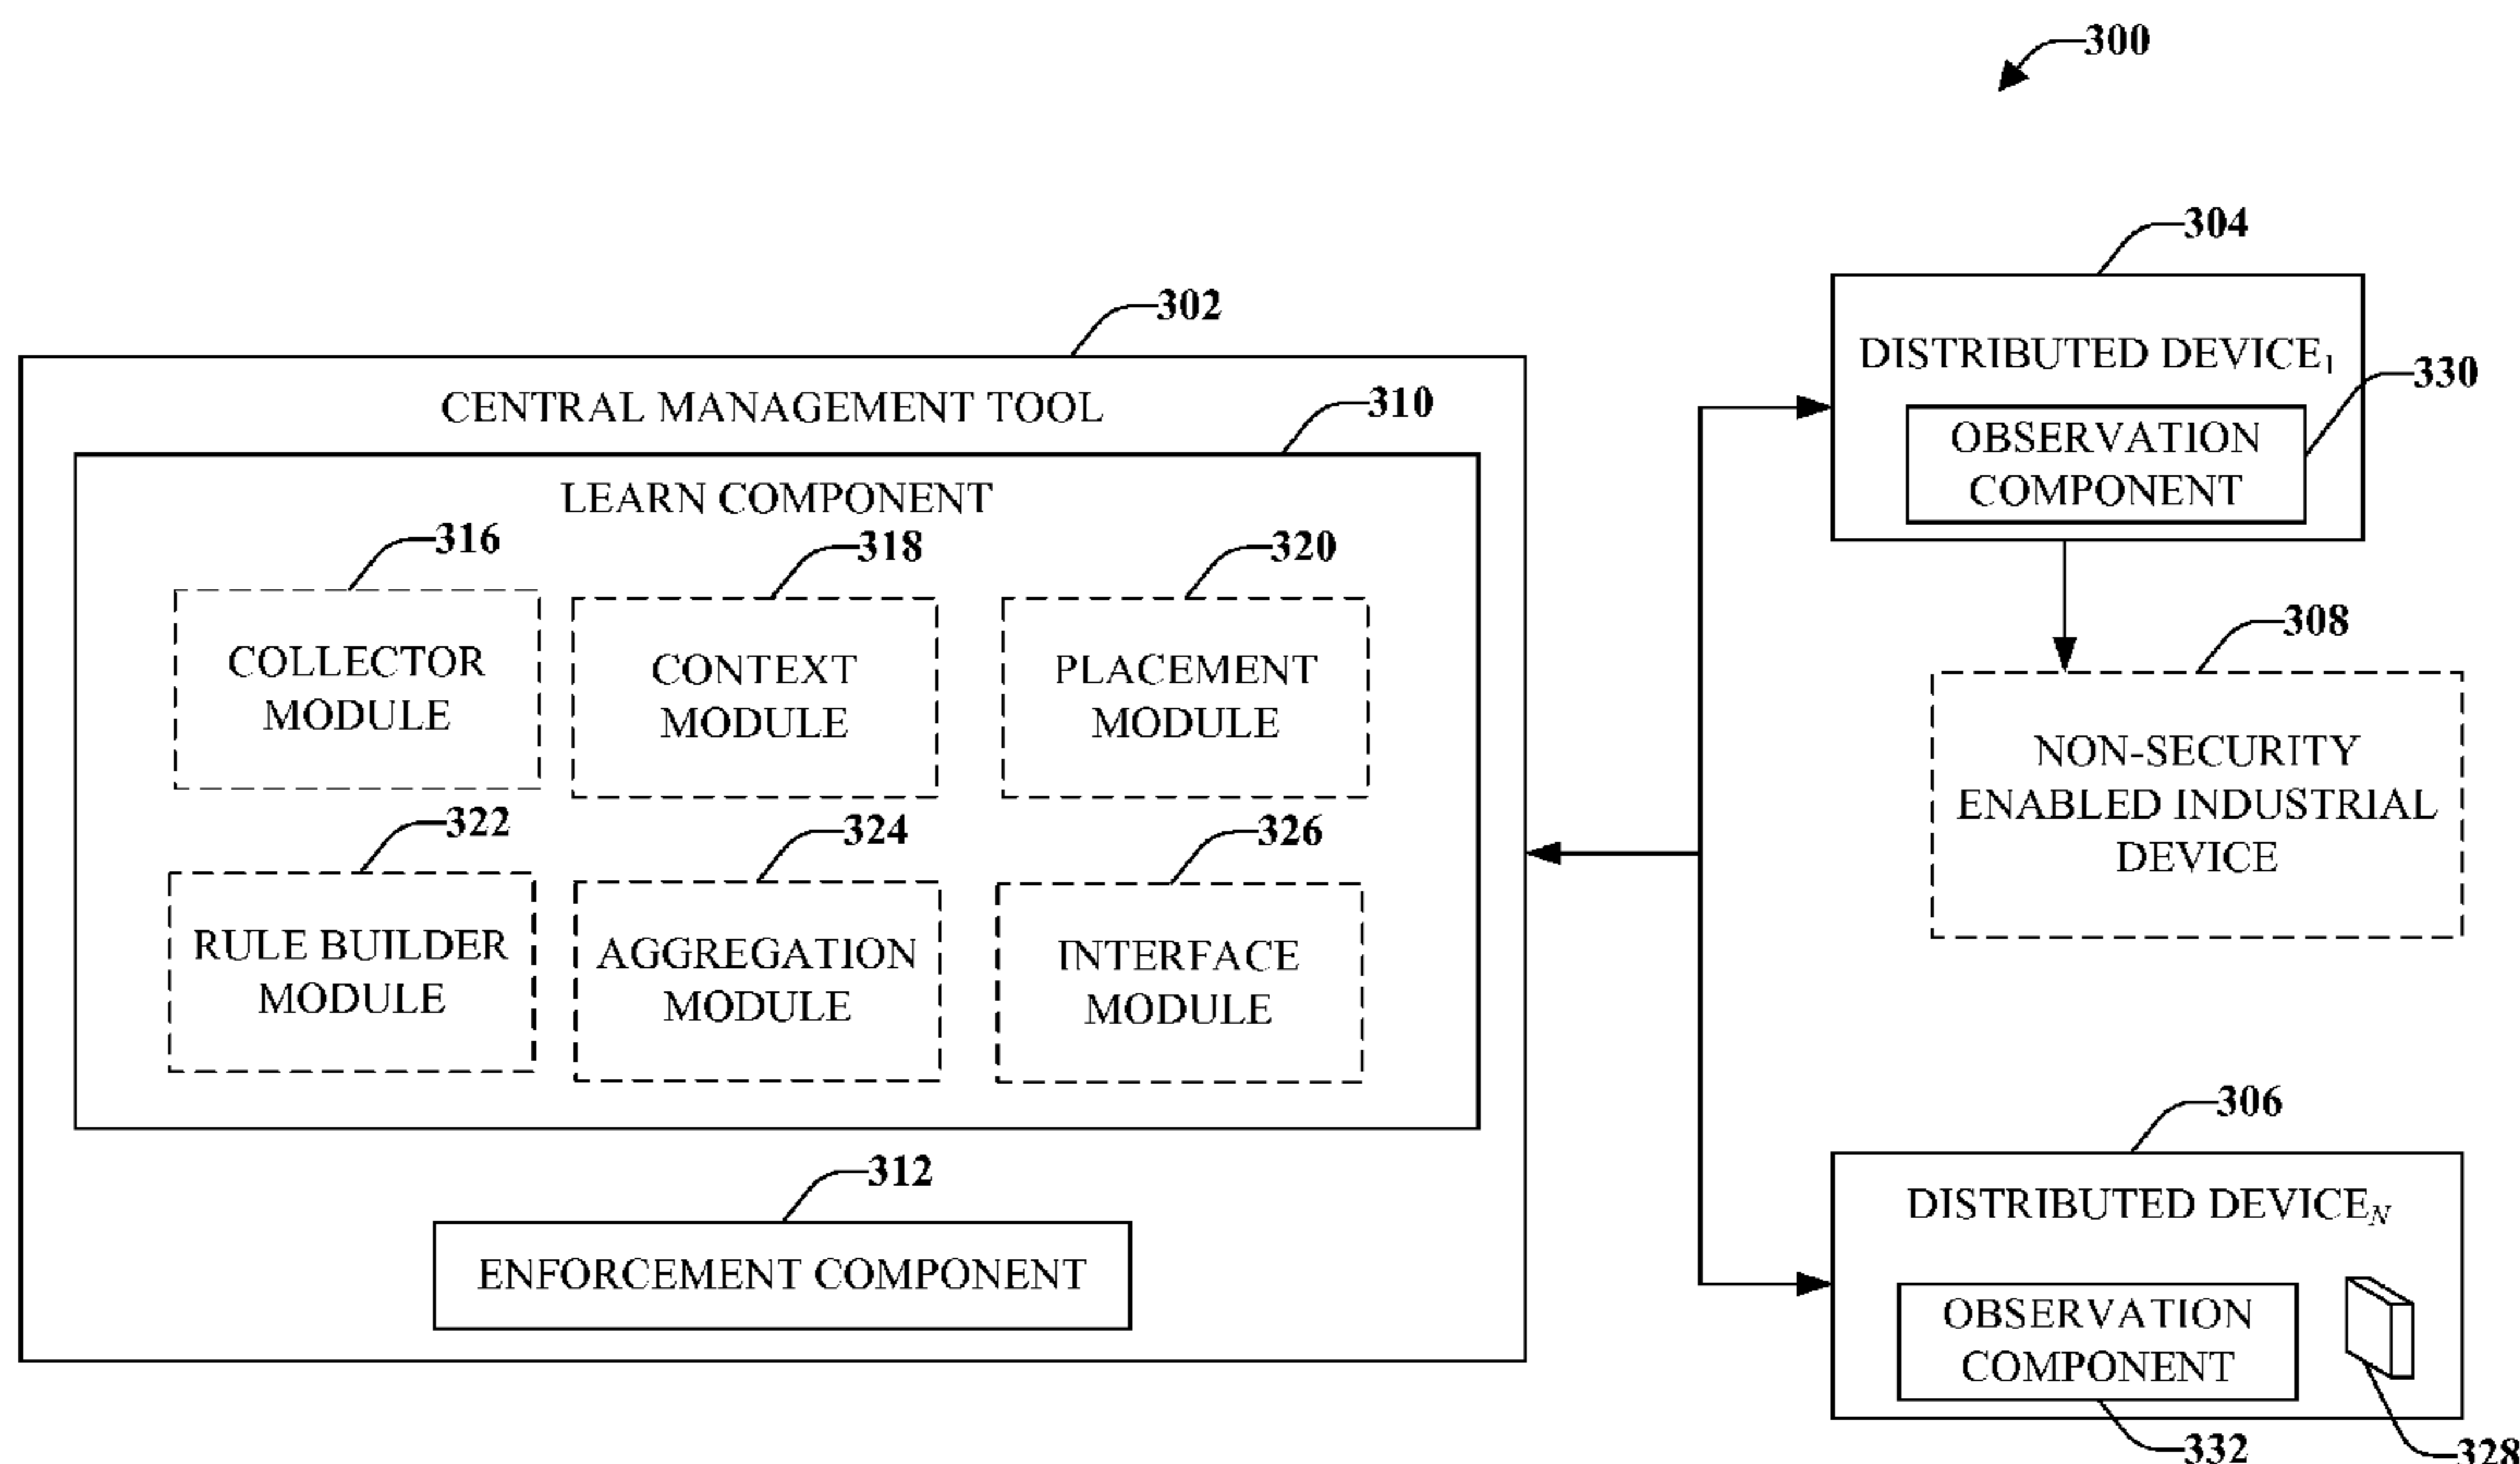 300
304
DISTRIBUTED DEVICE1
330
OBSERVATION
COMPONENT
302
CENTRAL MANAGEMENT TOOL
310
LEARN COMPONENT
316
318
320
COLLECTOR
MODULE
CONTEXT
MODULE
PLACEMENT
MODULE
308
NON-SECURITY
ENABLED INDUSTRIAL
DEVICE
322
324
326
RULE BUILDER
MODULE
AGGREGATION
MODULE
INTERFACE
MODULE
312
ENFORCEMENT COMPONENT
306
DISTRIBUTED DEVICEN
OBSERVATION
COMPONENT
332
328